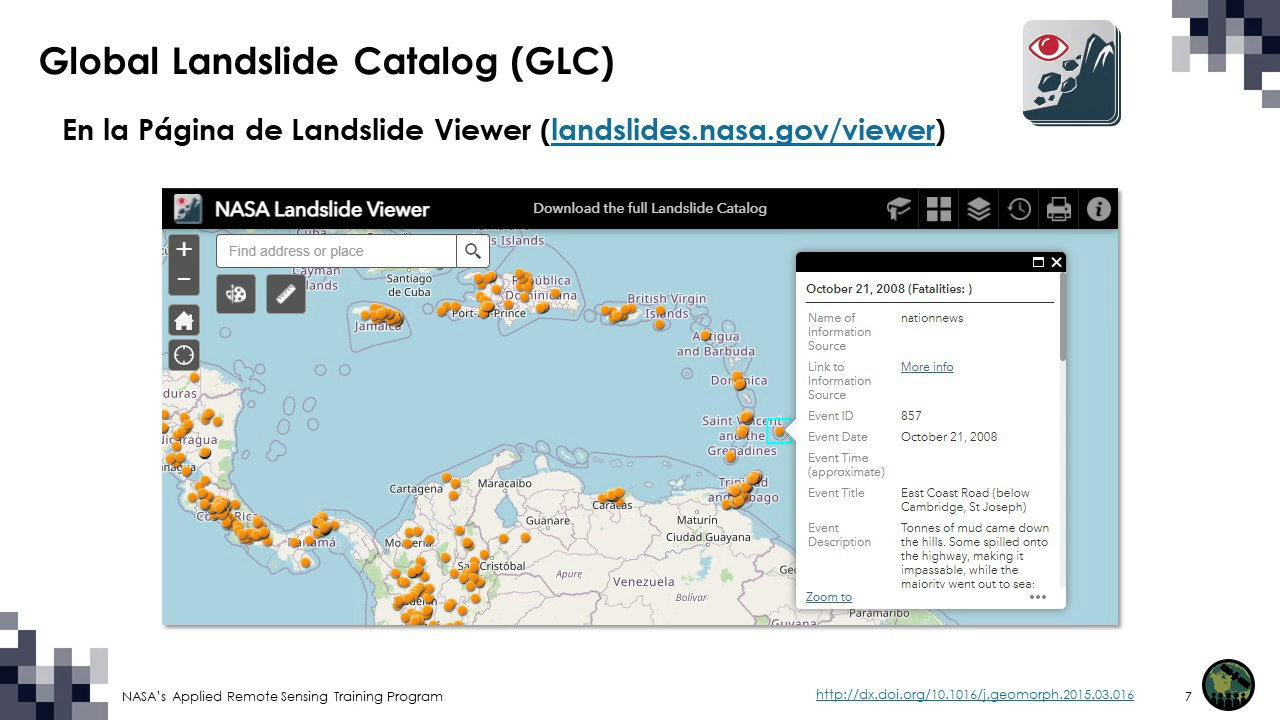 Global Landslide Catalog (GLC)
En la Página de Landslide Viewer (landslides.nasa.gov/viewer)
NASA Landslide Viewer
Download the full Landslide Catalog
+
Find address or place
−
Cuba
s Islands
Cayman
lands
Santiago
de Cuba
República
Dominicana
Jamaica
Port-au-Prince
British Virgin
Islands
Antigua
and Barbuda
Dominica
Saint Vincent
and the
Grenadines
duras
Nicaragua
nagua
Costa Rica
Panamá
Cartagena
Maracaibo
Caracas
Trinidad
and Tobago
Guanare
Maturín
Ciudad Guayana
Montería
San Cristóbal
Apure
Venezuela
Bolívar
Geo
Guyana
Paramaribo
October 21, 2008 (Fatalities: )
Name of
Information
Source
nationnews
Link to
Information
Source
More info
Event ID
857
Event Date
October 21, 2008
Event Time
(approximate)
Event Title
East Coast Road (below
Cambridge, St Joseph)
Event
Description
Tonnes of mud came down
the hills. Some spilled onto
the highway, making it
impassable, while the
majority went out to sea;
Zoom to
NASA's Applied Remote Sensing Training Program
http://dx.doi.org/10.1016/j.geomorph.2015.03.016
7